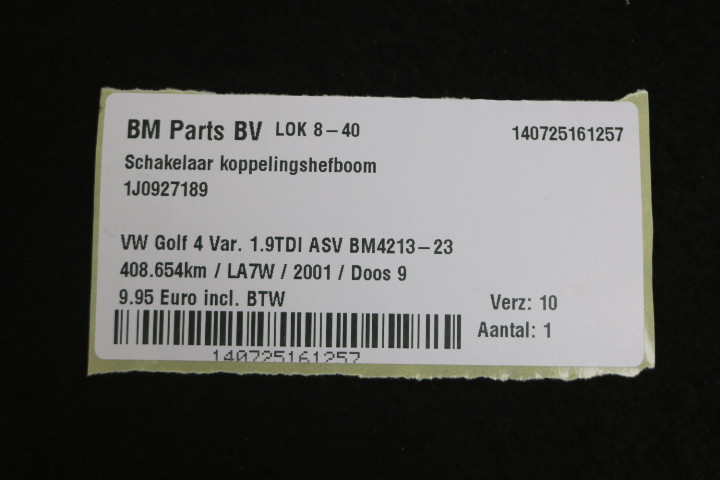 BM Parts BV LOK 8-40 140725161257
Schakelaar koppelingshefboom
1J0927189
VW Golf 4 Var. 1.9TDI ASV BM4213-23
408.654km / LA7W / 2001 / Doos 9
9.95 Euro incl. BTW Verz: 10
Aantal: 1
140725161257